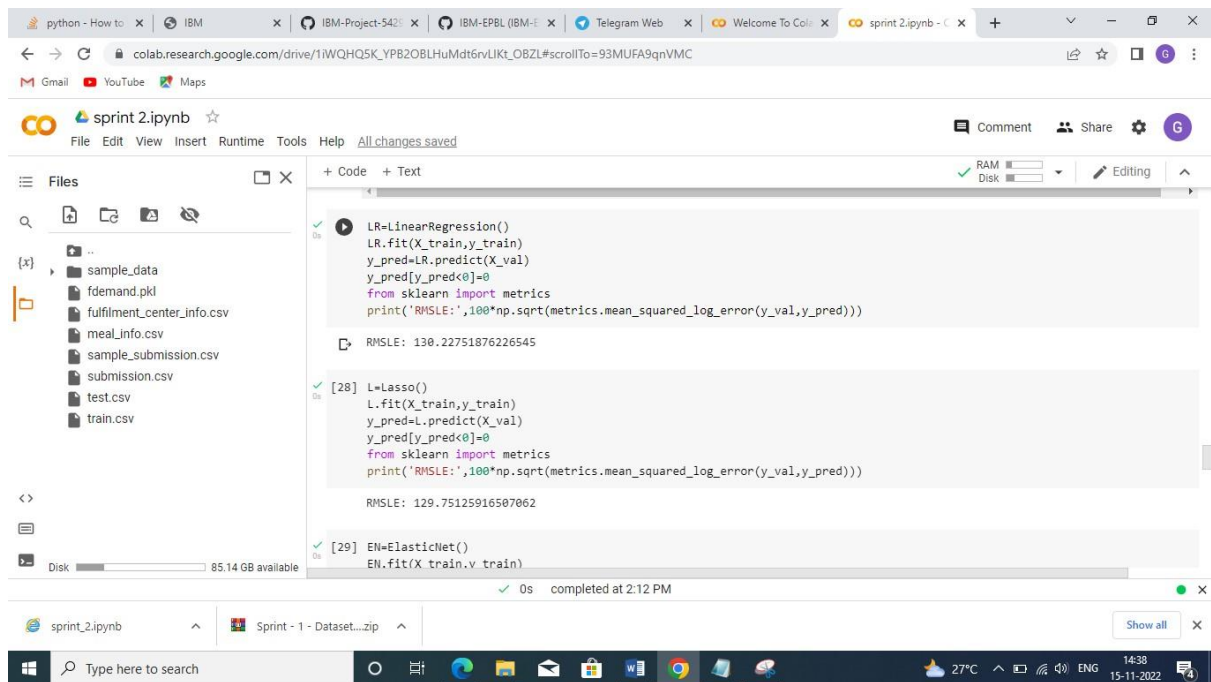 python - How to
IBM
IBM-Project-5429
IBM-EPBL (IBM-E
Telegram Web
Welcome To Cola
sprint 2.ipynb - C
colab.research.google.com/drive/1iWQHQ5K_YPB2OBLHuMdt6rvLIKt_OBZL#scrollTo=93MUFA9qnVMC
G
Gmail
YouTube
Maps
sprint 2.ipynb
Comment
Share
G
File Edit View Insert Runtime Tools Help All changes saved
Files
+ Code + Text
RAM
Disk
Editing
{x}
..
sample_data
fdemand.pkl
fulfilment_center_info.csv
meal_info.csv
sample_submission.csv
submission.csv
test.csv
train.csv
Disk
85.14 GB available
0s
LR=LinearRegression()
LR.fit(X_train,y_train)
y_pred=LR.predict(X_val)
y_pred[y_pred<0]=0
from sklearn import metrics
print('RMSLE:',100*np.sqrt(metrics.mean_squared_log_error(y_val,y_pred)))
RMSLE: 130.22751876226545
[28]
0s
L=Lasso()
L.fit(X_train,y_train)
y_pred=L.predict(X_val)
y_pred[y_pred<0]=0
from sklearn import metrics
print('RMSLE:',100*np.sqrt(metrics.mean_squared_log_error(y_val,y_pred)))
RMSLE: 129.75125916507062
[29]
0s
EN=ElasticNet()
EN.fit(X_train,y_train)
0s completed at 2:12 PM
sprint_2.ipynb
Sprint - 1 - Dataset....zip
Show all
Type here to search
27°C
ENG
14:38
15-11-2022
4